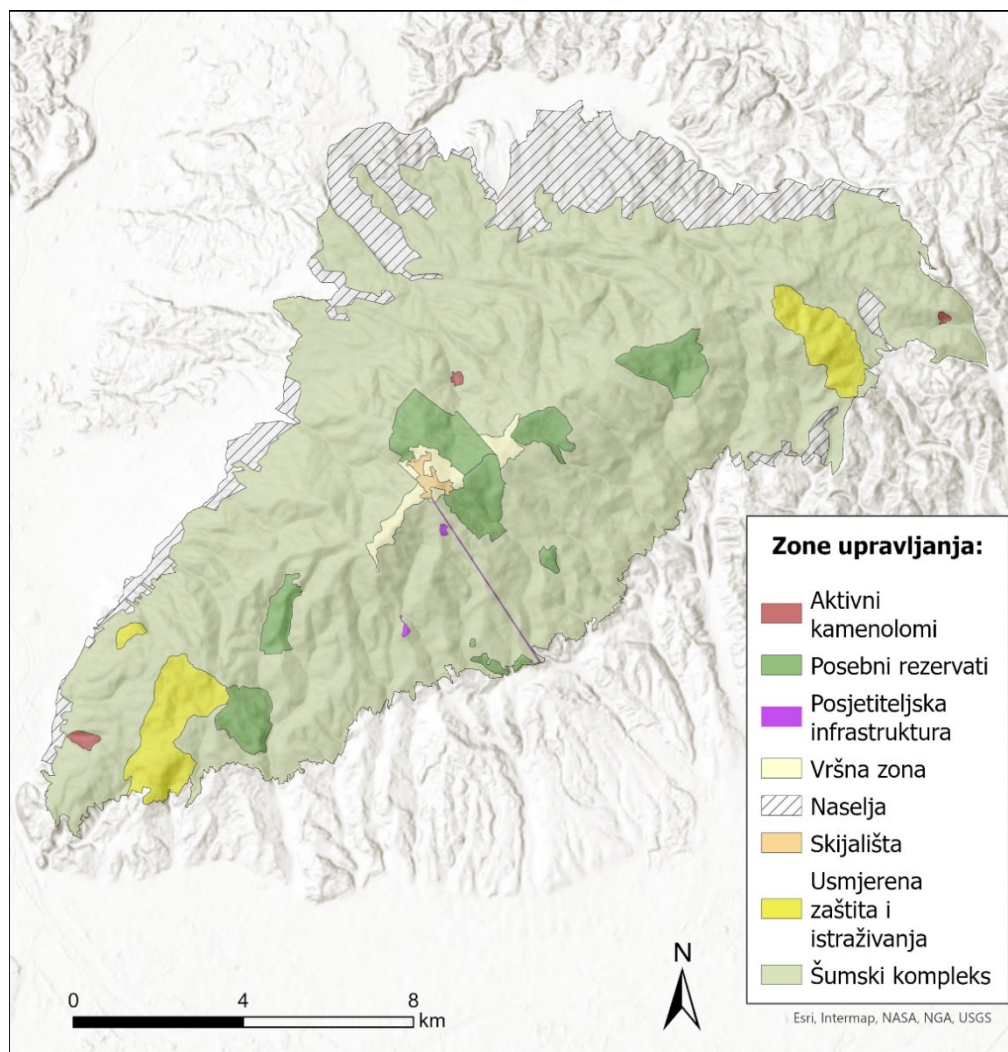 Zone upravljanja:
Aktivni
kamenolomi
Posebni rezervati
Posjetiteljska
infrastruktura
Vršna zona
Naselja
Skijališta
Usmjerena
zaštita i
istraživanja
Šumski kompleks
N
0 4 8
km
Esri, Intermap, NASA, NGA, USGS